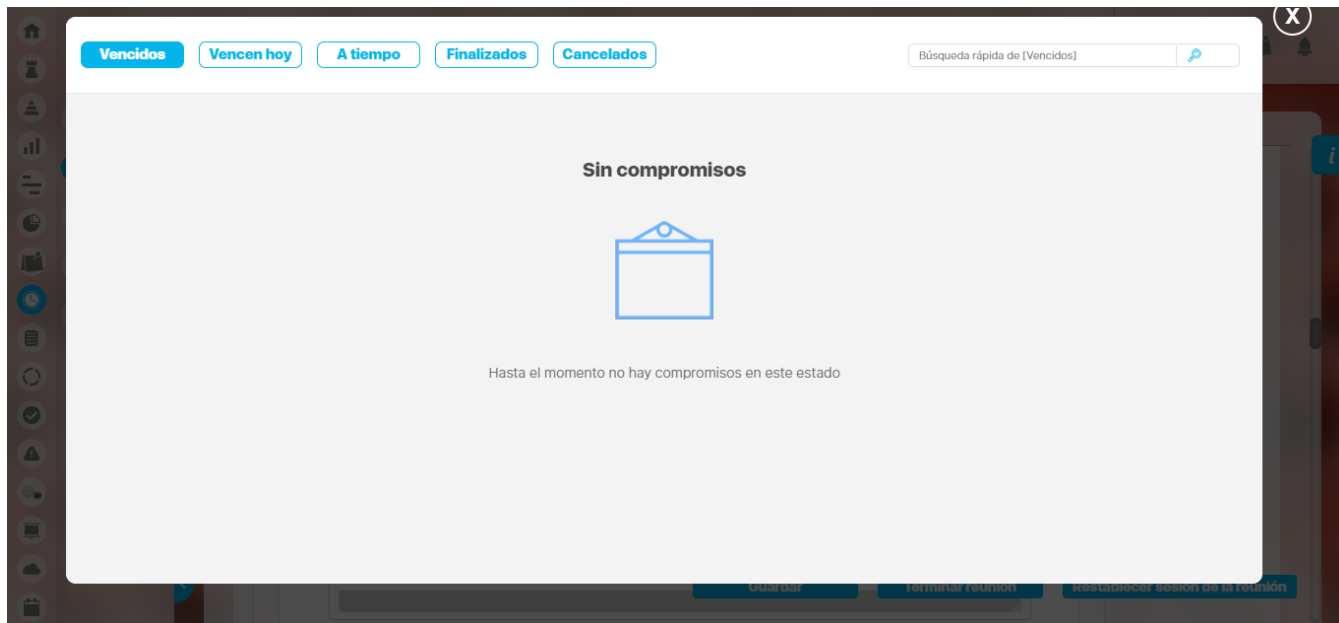 X
Vencidos
Vencen hoy
A tiempo
Finalizados
Cancelados
Búsqueda rápida de [Vencidos]
Sin compromisos
Hasta el momento no hay compromisos en este estado
Guardar
Terminar reunión
Restablecer sesión de la reunión
i